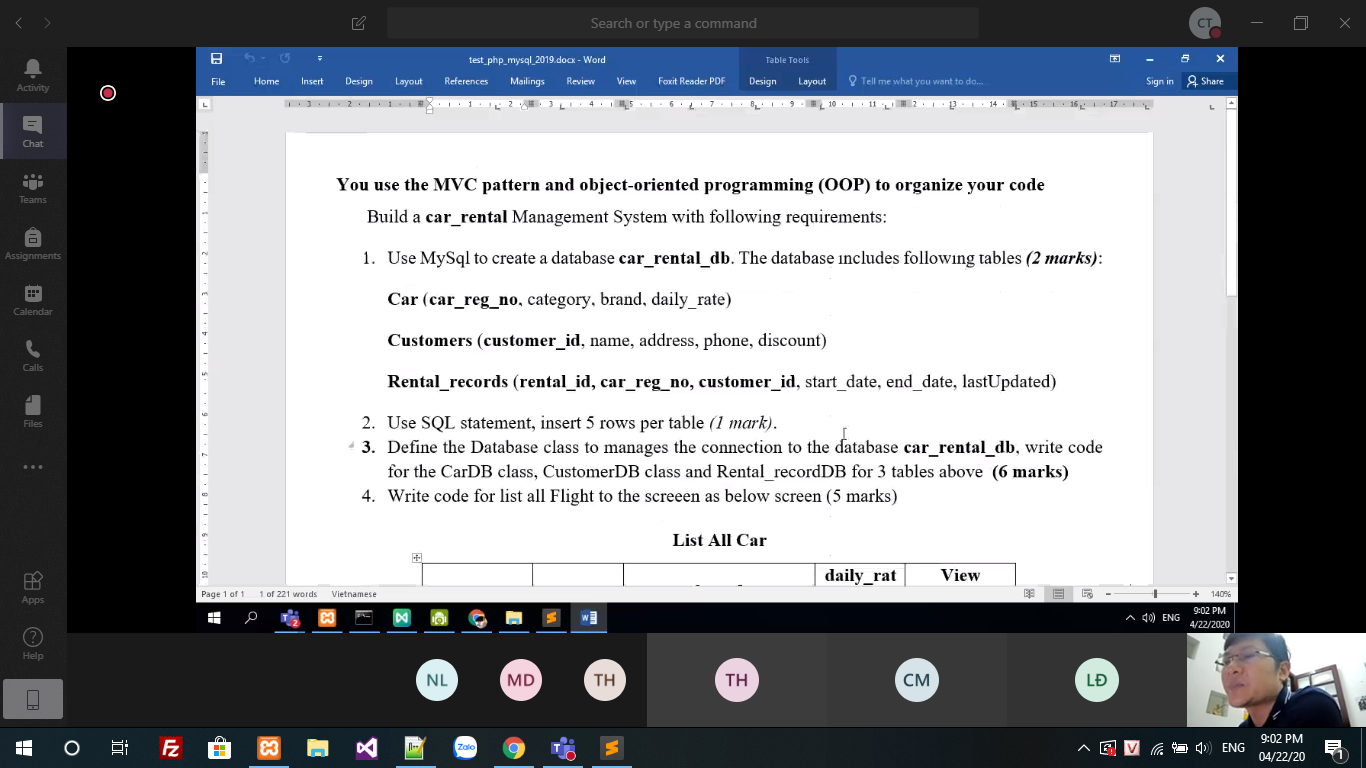 Search or type a command
CT
Activity
Chat
Teams
Assignments
Calendar
Calls
Files
Apps
Help
test_php_mysql_2019.docx - Word
Table Tools
File Home Insert Design Layout References Mailings Review View Foxit Reader PDF Design Layout Tell me what you want to do... Sign in Share
You use the MVC pattern and object-oriented programming (OOP) to organize your code
Build a car_rental Management System with following requirements:
1. Use MySql to create a database car_rental_db. The database includes following tables (2 marks):
Car (car_reg_no, category, brand, daily_rate)
Customers (customer_id, name, address, phone, discount)
Rental_records (rental_id, car_reg_no, customer_id, start_date, end_date, lastUpdated)
2. Use SQL statement, insert 5 rows per table (1 mark).
3. Define the Database class to manages the connection to the database car_rental_db, write code
for the CarDB class, CustomerDB class and Rental_recordDB for 3 tables above (6 marks)
4. Write code for list all Flight to the screeen as below screen (5 marks)
List All Car
daily_rat View
Page 1 of 1 1 of 221 words Vietnamese 140%
ENG 9:02 PM
4/22/2020
NL MD TH TH CM LĐ
Zalo
ENG 9:02 PM
04/22/20